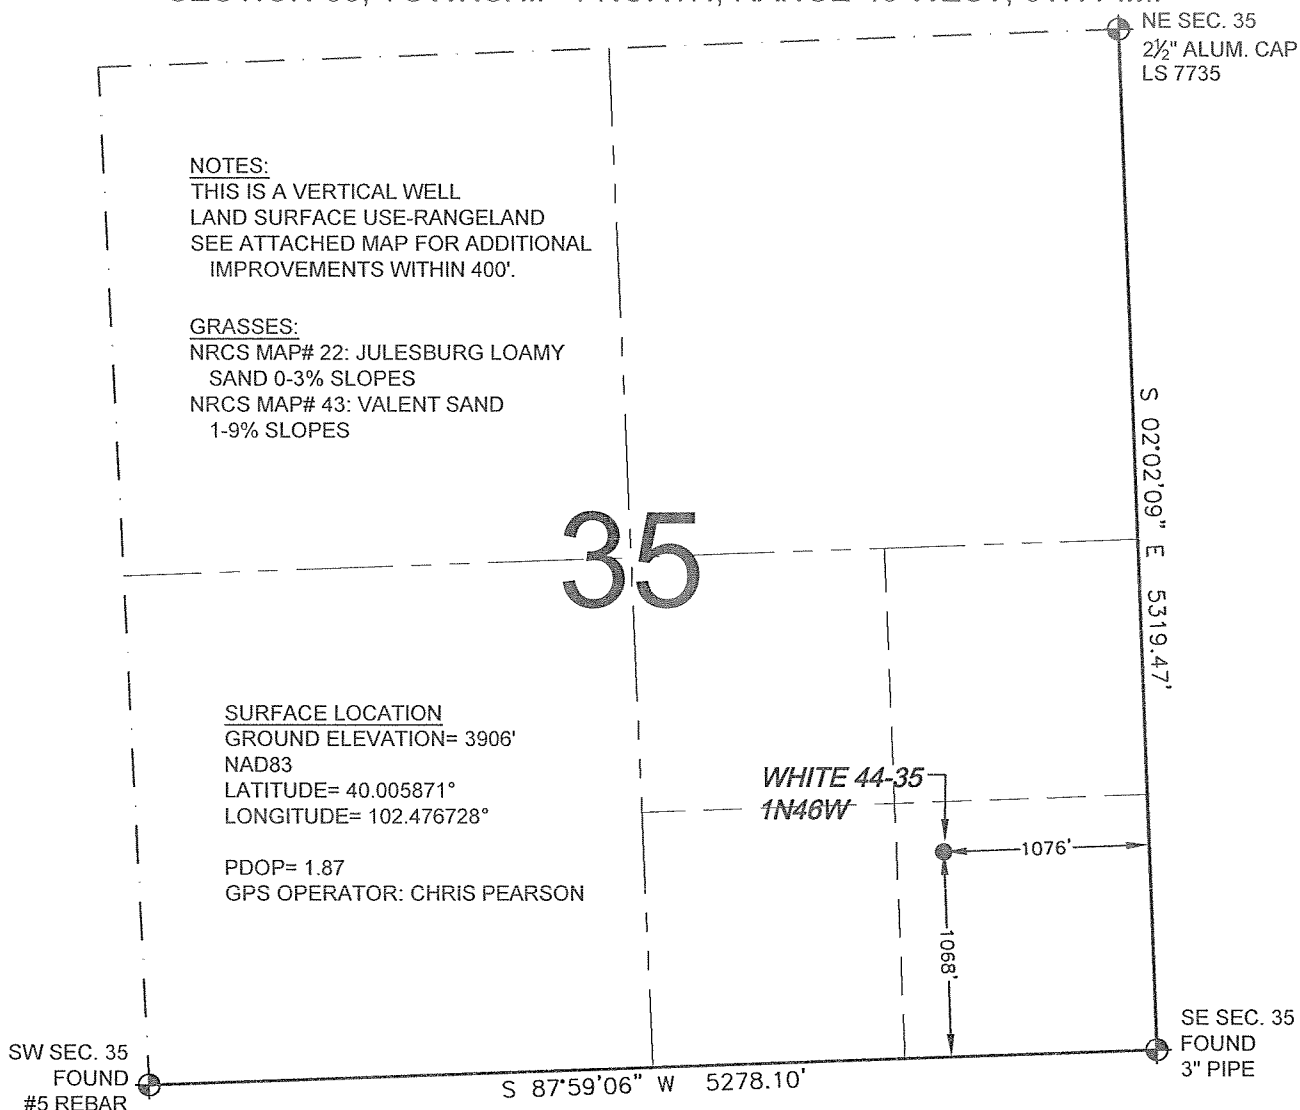 NE SEC. 35
2½" ALUM. CAP
LS 7735
NOTES:
THIS IS A VERTICAL WELL
LAND SURFACE USE-RANGELAND
SEE ATTACHED MAP FOR ADDITIONAL
IMPROVEMENTS WITHIN 400'.
GRASSES:
NRCS MAP# 22: JULESBURG LOAMY
SAND 0-3% SLOPES
NRCS MAP# 43: VALENT SAND
1-9% SLOPES
S 02°02'09" E 5319.47'
35
SURFACE LOCATION
GROUND ELEVATION= 3906'
NAD83
LATITUDE= 40.005871°
LONGITUDE= 102.476728°
PDOP= 1.87
GPS OPERATOR: CHRIS PEARSON
WHITE 44-35
1N46W
1076'
1068'
SW SEC. 35
FOUND
#5 REBAR
S 87°59'06" W 5278.10'
SE SEC. 35
FOUND
3" PIPE